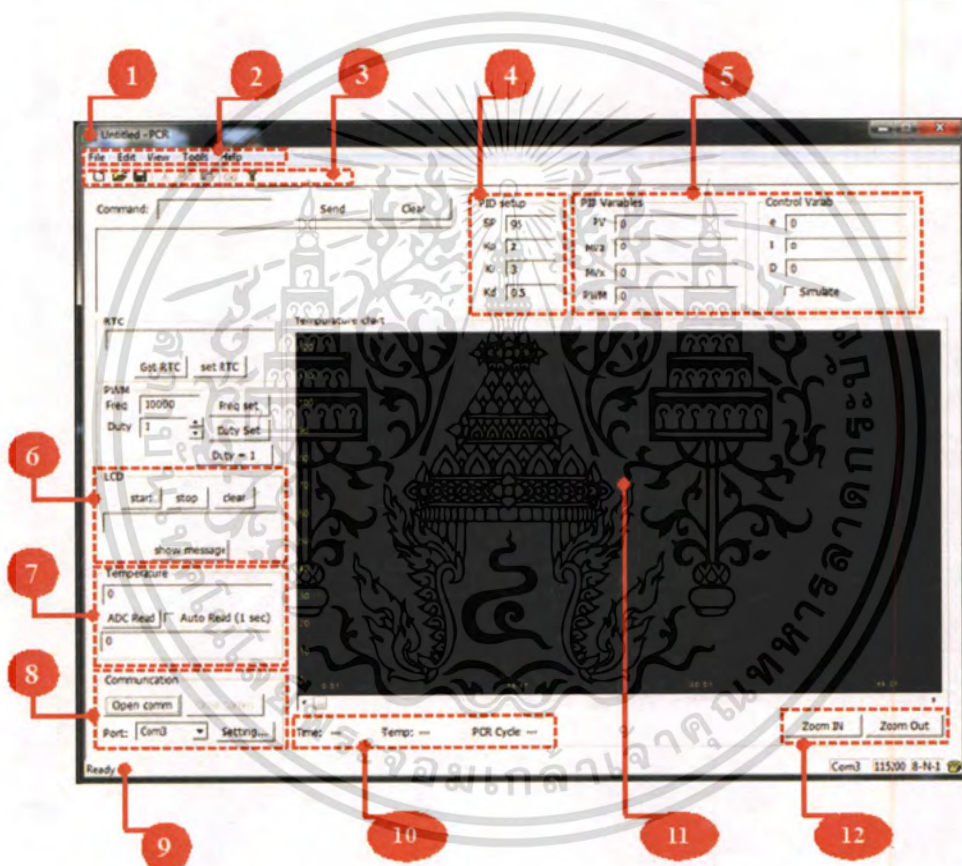 1 2 3 4 5
Untitled - PCR
File Edit View Tools Help
Command: Send Clear
PID setup
SP 95
Kp 2
Ki 3
Kd 0.5
PID Variables
PV 0
0
0
PWM 0
Control Variab
e 0
I 0
D 0
Simulate
RTC
Get RTC set RTC
PWM
Freq 10000 Freq set
Duty 1 Duty Set
Duty = 1
6
LCD
start stop clear
show message
7
Temperature
0
ADC Read Auto Read (1 sec)
0
8
Communication
Open comm
Port: Com3 Setting...
Temperature chart
11
Time: --- Temp: --- PCR Cycle ---
Zoom IN Zoom Out
Ready
Com3 115200 8-N-1
9 10 12